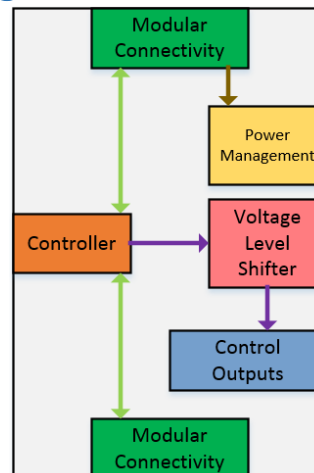 Modular
Connectivity
Power
Management
Controller
Voltage
Level
Shifter
Control
Outputs
Modular
Connectivity